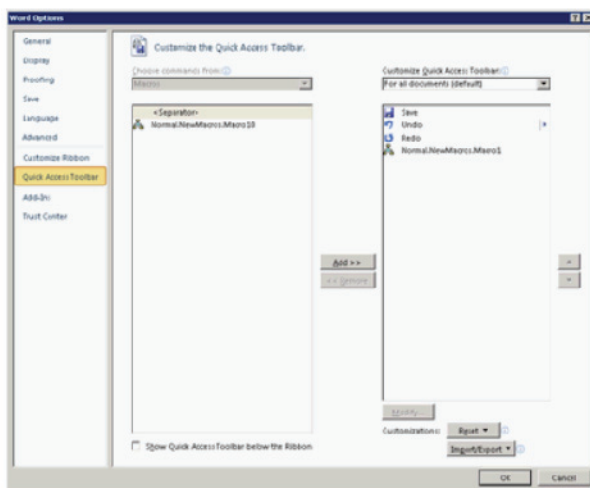 Word Options
General
Display
Proofing
Save
Language
Advanced
Customize Ribbon
Quick Access Toolbar
Add-Ins
Trust Center
Customize the Quick Access Toolbar.
Choose commands from:
Macros
<Separator>
Normal.NewMacros.Macro10
Add >>
<< Remove
Customize Quick Access Toolbar:
For all documents (default)
Save
Undo
Redo
Normal.NewMacros.Macro1
Modify...
Customizations: Reset
Import/Export
Show Quick Access Toolbar below the Ribbon
OK Cancel